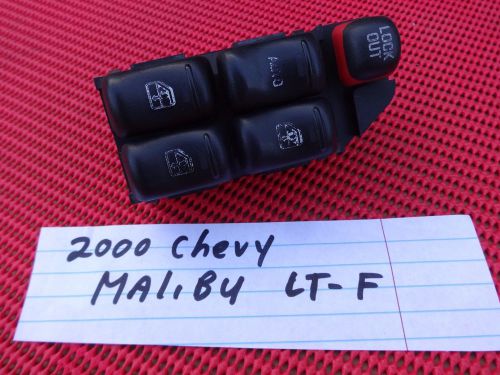 LOCK
OUT
AUTO
2000 Chevy
MALIBU LT-F